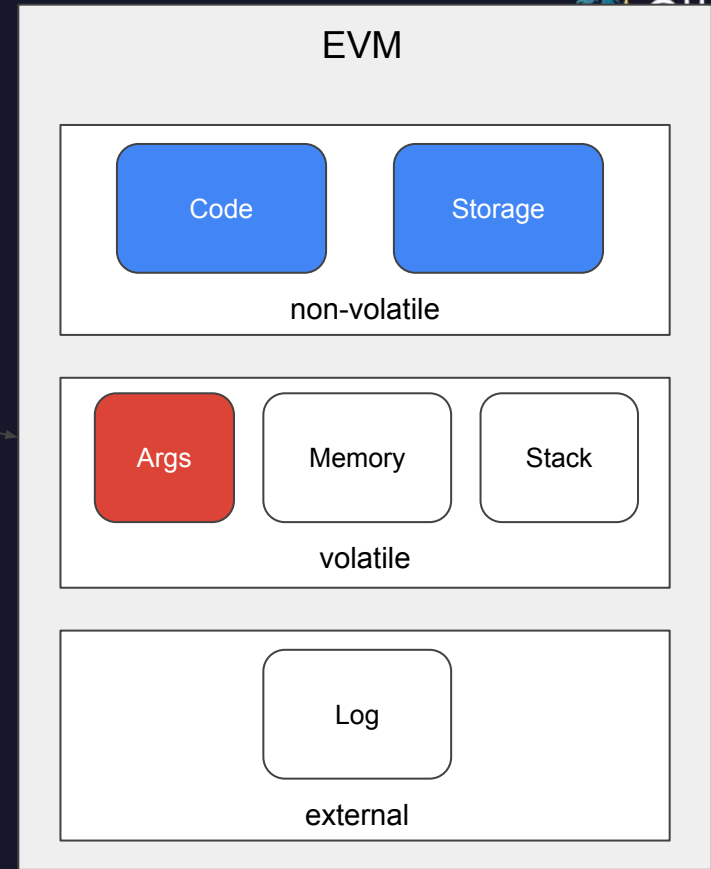 EVM
Code
Storage
non-volatile
Args
Memory
Stack
volatile
Log
external